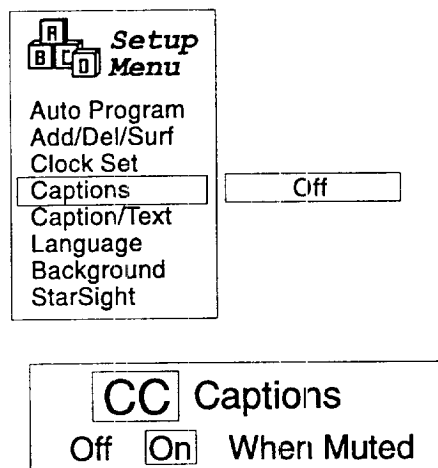 A
B C D
Setup
Menu
Auto Program
Add/Del/Surf
Clock Set
Captions Off
Caption/Text
Language
Background
StarSight
CC Captions
Off On When Muted